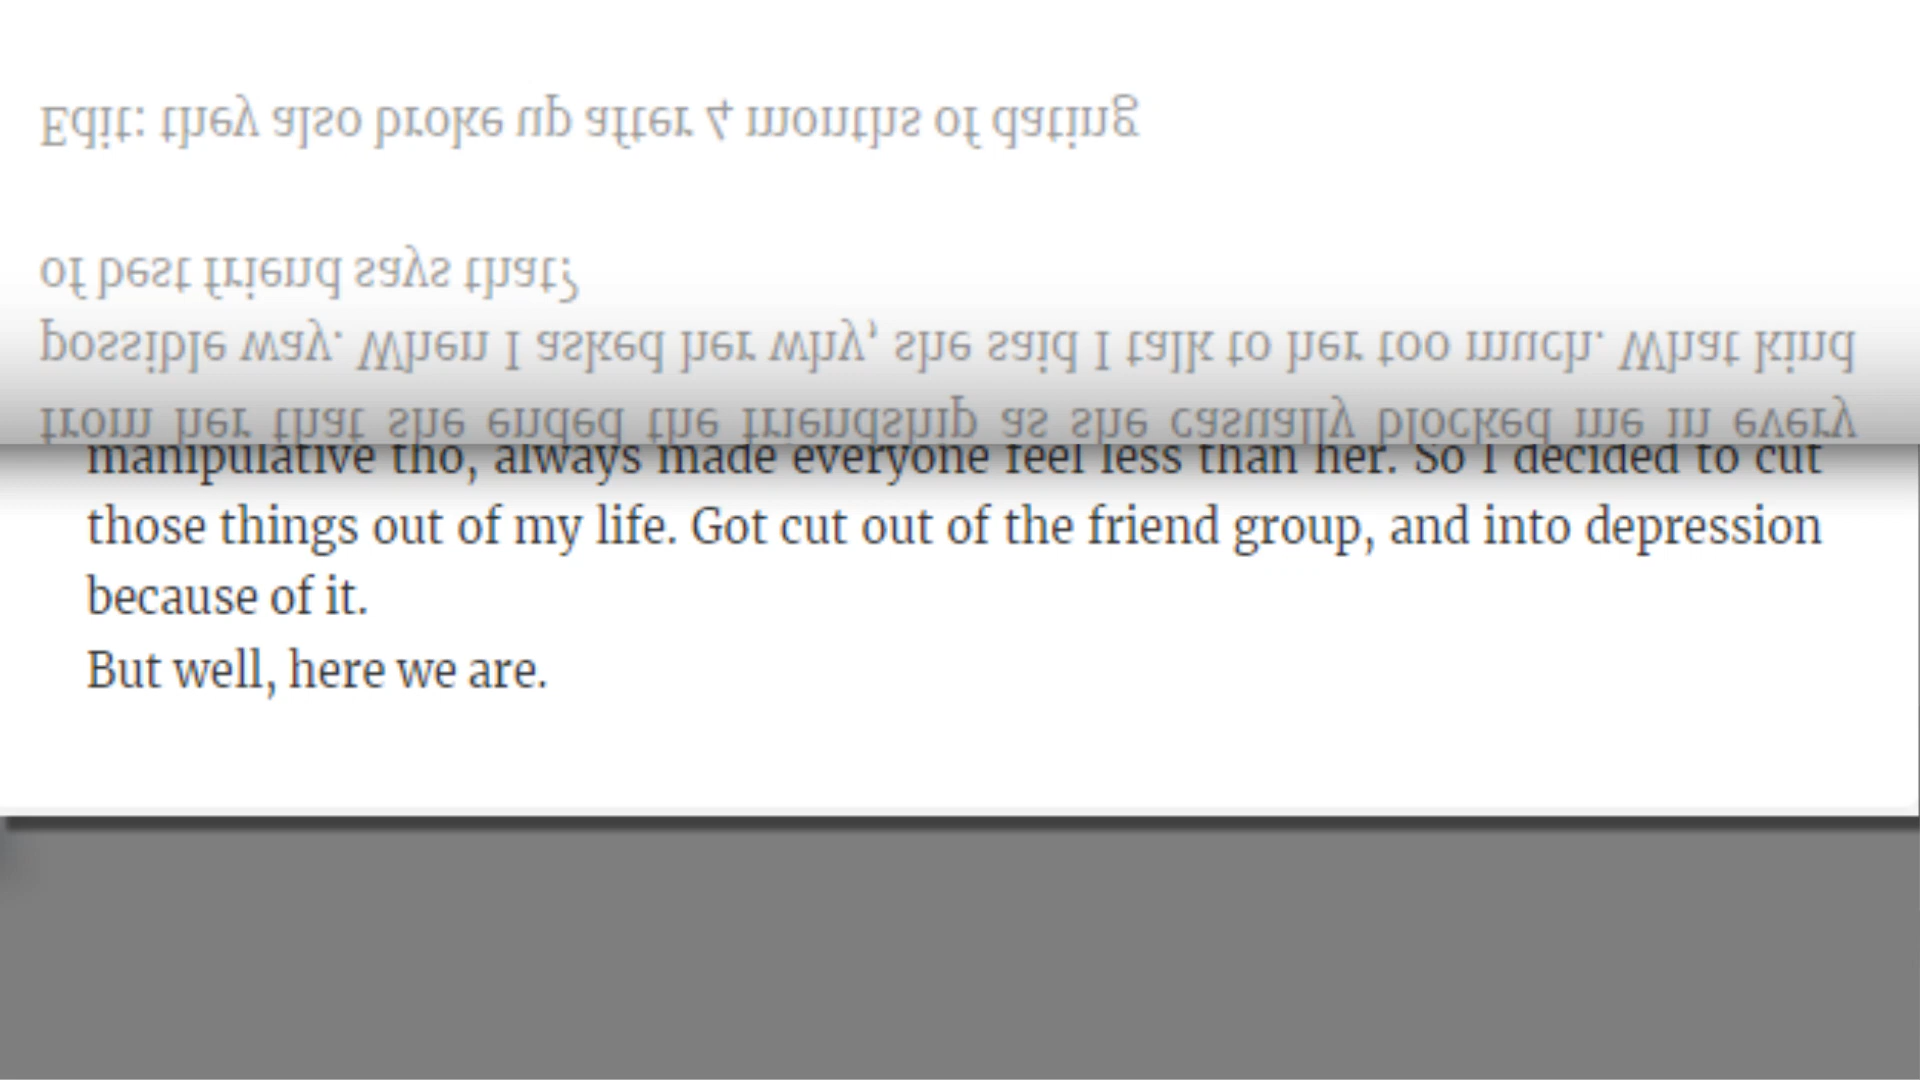 Edit: they also broke up after 4 months of dating
of best friend says that?
possible way. When I asked her why, she said I talk to her too much. What kind
from her that she ended the friendship as she casually blocked me in every
manipulative tho, always made everyone feel less than her. So I decided to cut
those things out of my life. Got cut out of the friend group, and into depression
because of it.
But well, here we are.